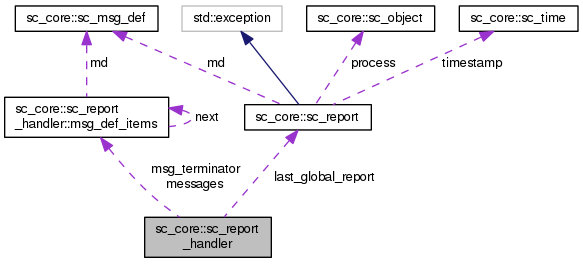 sc_core::sc_msg_def
std::exception
sc_core::sc_object
sc_core::sc_time
md
md
process
timestamp
sc_core::sc_report
_handler::msg_def_items
next
sc_core::sc_report
msg_terminator
messages
last_global_report
sc_core::sc_report
_handler